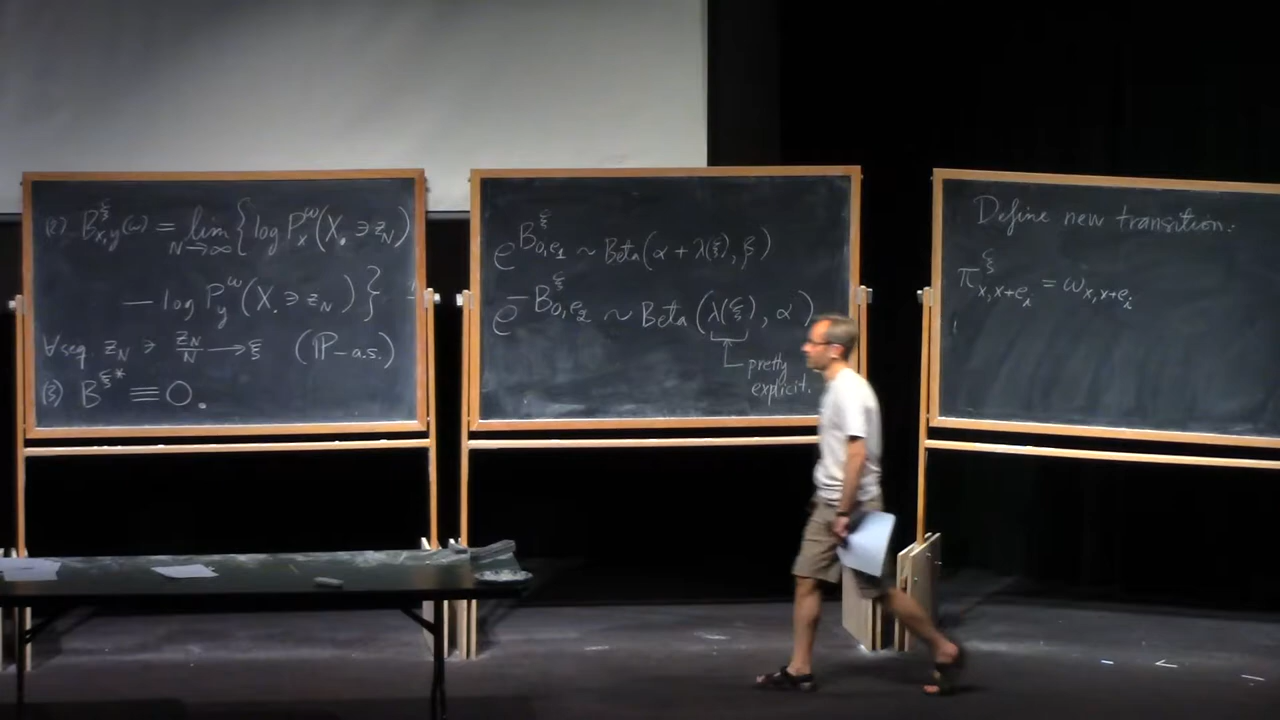 (2) B^ξ_{x,y}(ω) = lim_{N→∞} { log P^ω_x (X. ∋ z_N)
— log P^ω_y (X. ∋ z_N) }
∀seq. z_N ∋ z_N/N → ξ (ℙ–a.s.)
(3) B^{ξ*} ≡ 0.
e^{B^ξ_{0,e_1}} ~ Beta(α + λ(ξ), β)
e^{-B^ξ_{0,e_2}} ~ Beta(λ(ξ), α)
pretty
explicit.
Define new transition:
π^ξ_{x,x+e_i} = ω_{x,x+e_i}